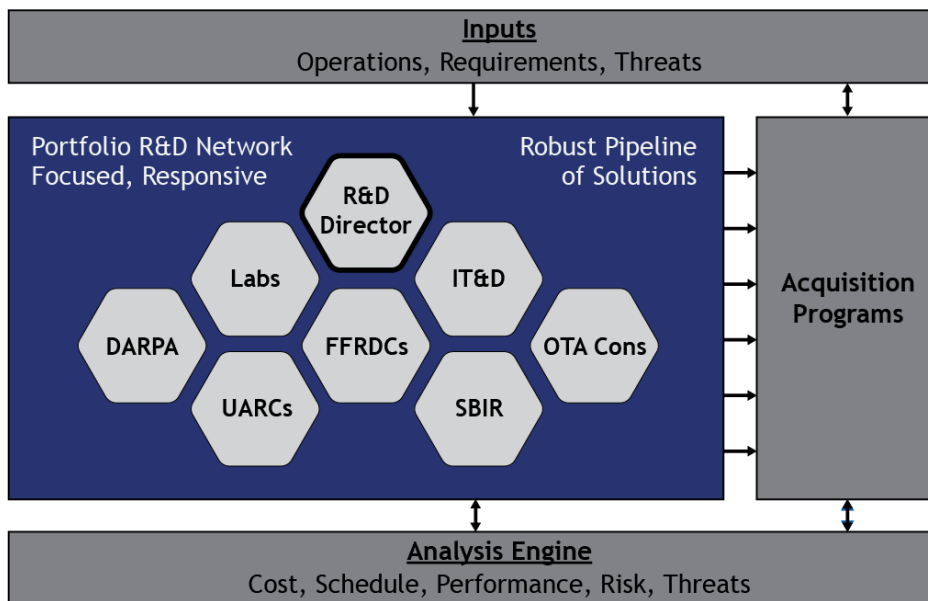 Inputs
Operations, Requirements, Threats
Portfolio R&D Network
Focused, Responsive
Robust Pipeline
of Solutions
R&D
Director
Labs
IT&D
DARPA
FFRDCs
OTA Cons
UARCs
SBIR
Acquisition
Programs
Analysis Engine
Cost, Schedule, Performance, Risk, Threats